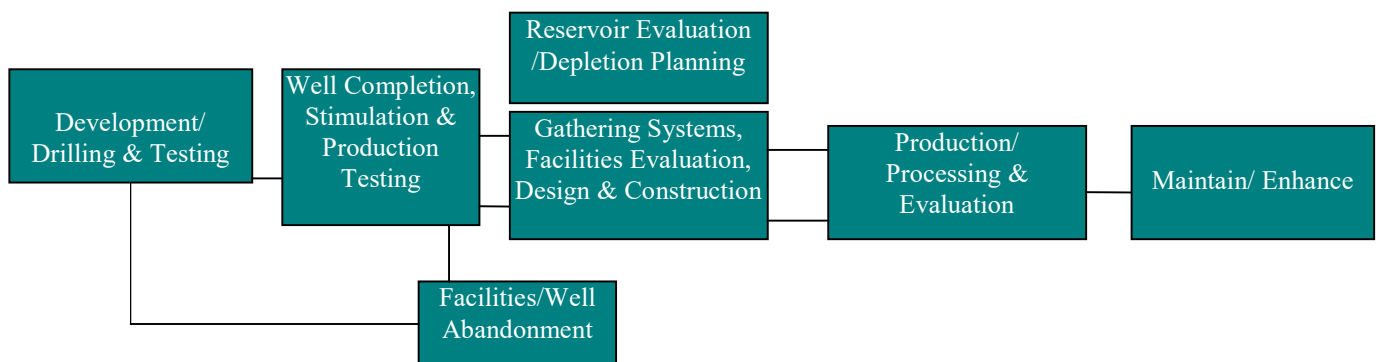 Development/
Drilling & Testing
Well Completion,
Stimulation &
Production
Testing
Reservoir Evaluation
/Depletion Planning
Gathering Systems,
Facilities Evaluation,
Design & Construction
Production/
Processing &
Evaluation
Maintain/ Enhance
Facilities/Well
Abandonment